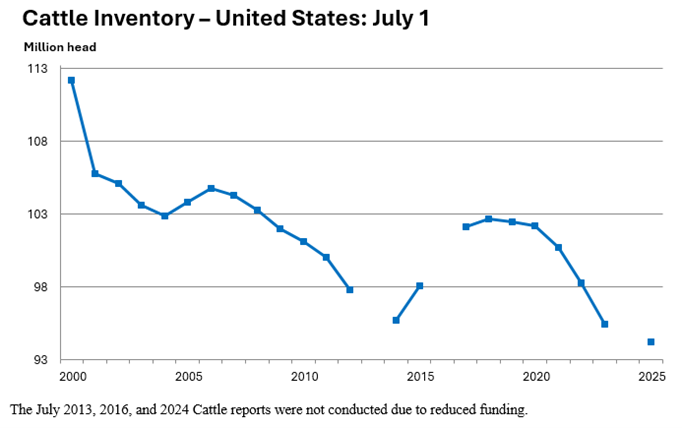 Cattle Inventory – United States: July 1
Million head
113
108
103
98
93
2000 2005 2010 2015 2020 2025
The July 2013, 2016, and 2024 Cattle reports were not conducted due to reduced funding.